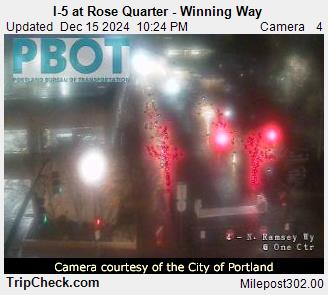 I-5 at Rose Quarter - Winning Way
Updated Dec 15 2024 10:24 PM Camera 4
PBOT
PORTLAND BUREAU OF TRANSPORTATION
4 - N. Ramsey Wy
@ One Ctr
Camera courtesy of the City of Portland
TripCheck.com Milepost302.00